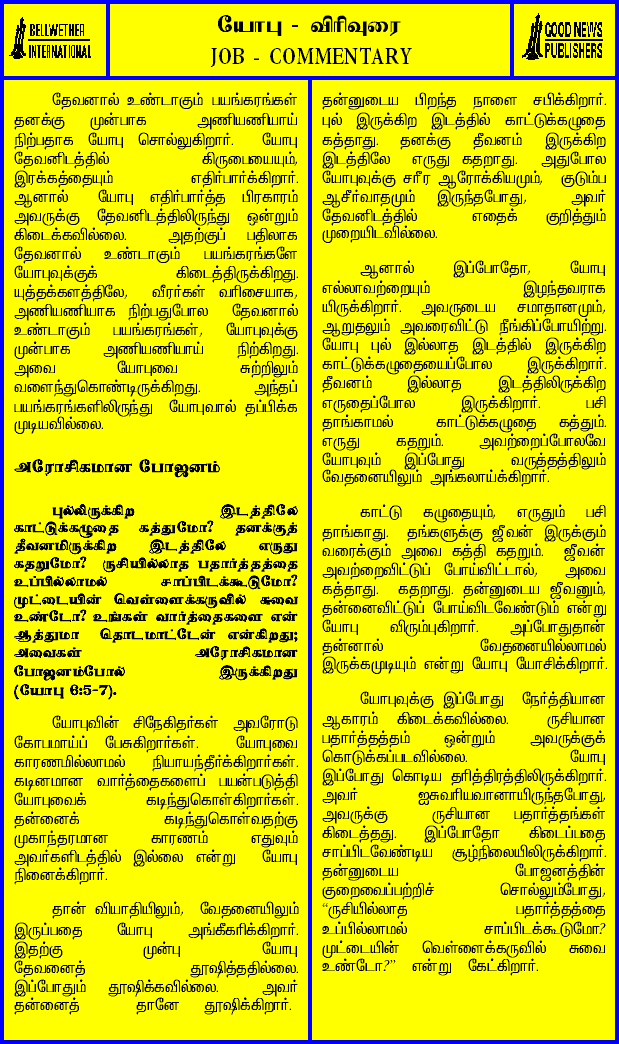 BELLWETHER
INTERNATIONAL
யோபு - விரிவுரை
JOB - COMMENTARY
GOOD NEWS
PUBLISHERS
தேவனால் உண்டாகும் பயங்கரங்கள்
தனக்கு முன்பாக அணியணியாய்
நிற்பதாக யோபு சொல்லுகிறார். யோபு
தேவனிடத்தில் கிருபையையும்,
இரக்கத்தையும் எதிர்பார்க்கிறார்.
ஆனால் யோபு எதிர்பார்த்த பிரகாரம்
அவருக்கு தேவனிடத்திலிருந்து ஒன்றும்
கிடைக்கவில்லை. அதற்குப் பதிலாக
தேவனால் உண்டாகும் பயங்கரங்களே
யோபுவுக்குக் கிடைத்திருக்கிறது.
யுத்தக்களத்திலே, வீரர்கள் வரிசையாக,
அணியணியாக நிற்பதுபோல தேவனால்
உண்டாகும் பயங்கரங்கள், யோபுவுக்கு
முன்பாக அணியணியாய் நிற்கிறது.
அவை யோபுவை சுற்றிலும்
வளைந்துகொண்டிருக்கிறது. அந்தப்
பயங்கரங்களிலிருந்து யோபுவால் தப்பிக்க
முடியவில்லை.
அரோசிகமான போஜனம்
புல்லிருக்கிற இடத்திலே
காட்டுக்கழுதை கத்துமோ? தனக்குத்
தீவனமிருக்கிற இடத்திலே எருது
கதறுமோ? ருசியில்லாத பதார்த்தத்தை
உப்பில்லாமல் சாப்பிடக்கூடுமோ?
முட்டையின் வெள்ளைக்கருவில் சுவை
உண்டோ? உங்கள் வார்த்தைகளை என்
ஆத்துமா தொடமாட்டேன் என்கிறது;
அவைகள் அரோசிகமான
போஜனம்போல் இருக்கிறது
(யோபு 6:5-7).
யோபுவின் சிநேகிதர்கள் அவரோடு
கோபமாய்ப் பேசுகிறார்கள். யோபுவை
காரணமில்லாமல் நியாயந்தீர்க்கிறார்கள்.
கடினமான வார்த்தைகளைப் பயன்படுத்தி
யோபுவைக் கடிந்துகொள்கிறார்கள்.
தன்னைக் கடிந்துகொள்வதற்கு
முகாந்தரமான காரணம் எதுவும்
அவர்களிடத்தில் இல்லை என்று யோபு
நினைக்கிறார்.
தான் வியாதியிலும், வேதனையிலும்
இருப்பதை யோபு அங்கீகரிக்கிறார்.
இதற்கு முன்பு யோபு
தேவனைத் தூஷித்ததில்லை.
இப்போதும் தூஷிக்கவில்லை. அவர்
தன்னைத் தானே தூஷிக்கிறார்.
தன்னுடைய பிறந்த நாளை சபிக்கிறார்.
புல் இருக்கிற இடத்தில் காட்டுக்கழுதை
கத்தாது. தனக்கு தீவனம் இருக்கிற
இடத்திலே எருது கதறாது. அதுபோல
யோபுவுக்கு சரீர ஆரோக்கியமும், குடும்ப
ஆசீர்வாதமும் இருந்தபோது, அவர்
தேவனிடத்தில் எதைக் குறித்தும்
முறையிடவில்லை.
ஆனால் இப்போதோ, யோபு
எல்லாவற்றையும் இழந்தவராக
யிருக்கிறார். அவருடைய சமாதானமும்,
ஆறுதலும் அவரைவிட்டு நீங்கிப்போயிற்று.
யோபு புல் இல்லாத இடத்தில் இருக்கிற
காட்டுக்கழுதையைப்போல இருக்கிறார்.
தீவனம் இல்லாத இடத்திலிருக்கிற
எருதைப்போல இருக்கிறார். பசி
தாங்காமல் காட்டுக்கழுதை கத்தும்.
எருது கதறும். அவற்றைப்போலவே
யோபுவும் இப்போது வருத்தத்திலும்
வேதனையிலும் அங்கலாய்க்கிறார்.
காட்டு கழுதையும், எருதும் பசி
தாங்காது. தங்களுக்கு ஜீவன் இருக்கும்
வரைக்கும் அவை கத்தி கதறும். ஜீவன்
அவற்றைவிட்டுப் போய்விட்டால், அவை
கத்தாது. கதறாது. தன்னுடைய ஜீவனும்,
தன்னைவிட்டுப் போய்விடவேண்டும் என்று
யோபு விரும்புகிறார். அப்போதுதான்
தன்னால் வேதனையில்லாமல்
இருக்கமுடியும் என்று யோபு யோசிக்கிறார்.
யோபுவுக்கு இப்போது நேர்த்தியான
ஆகாரம் கிடைக்கவில்லை. ருசியான
பதார்த்தத்தம் ஒன்றும் அவருக்குக்
கொடுக்கப்படவில்லை. யோபு
இப்போது கொடிய தரித்திரத்திலிருக்கிறார்.
அவர் ஐசுவரியவானாயிருந்தபோது,
அவருக்கு ருசியான பதார்த்தங்கள்
கிடைத்தது. இப்போதோ கிடைப்பதை
சாப்பிடவேண்டிய சூழ்நிலையிலிருக்கிறார்.
தன்னுடைய போஜனத்தின்
குறைவைப்பற்றிச் சொல்லும்போது,
“ருசியில்லாத பதார்த்தத்தை
உப்பில்லாமல் சாப்பிடக்கூடுமோ?
முட்டையின் வெள்ளைக்கருவில் சுவை
உண்டோ?” என்று கேட்கிறார்.